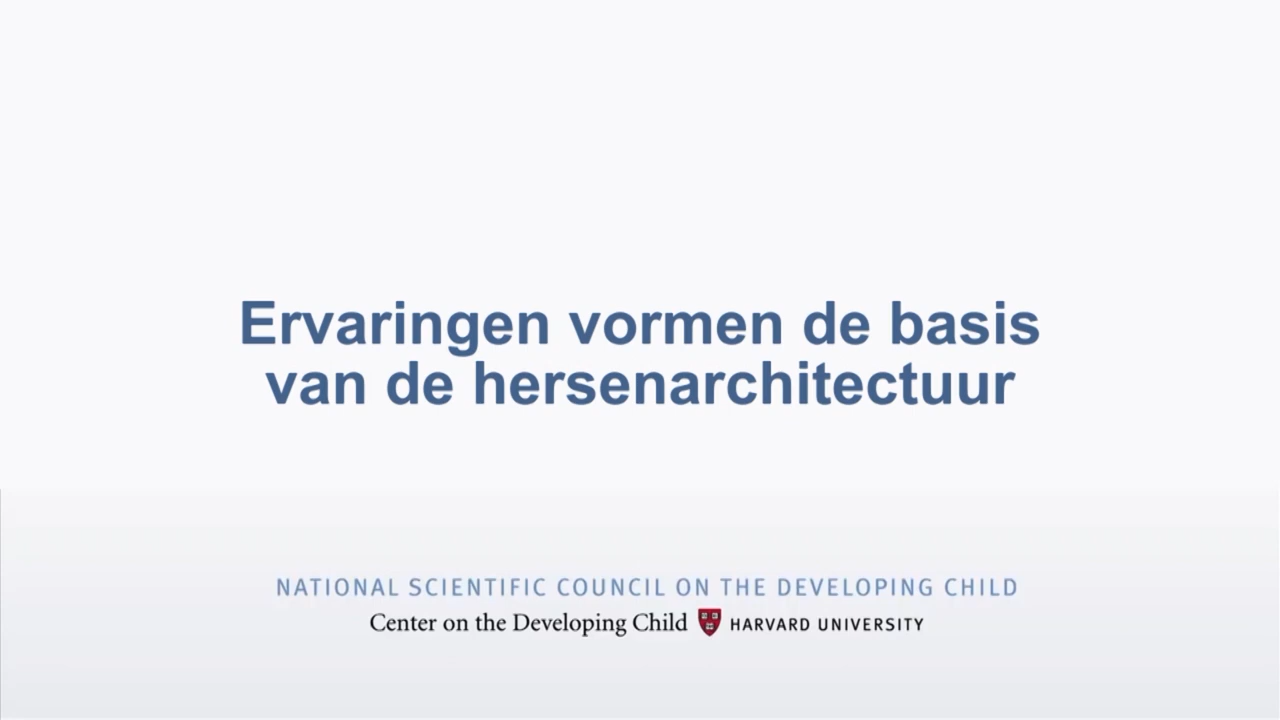 Ervaringen vormen de basis
van de hersenarchitectuur
NATIONAL SCIENTIFIC COUNCIL ON THE DEVELOPING CHILD
Center on the Developing Child HARVARD UNIVERSITY